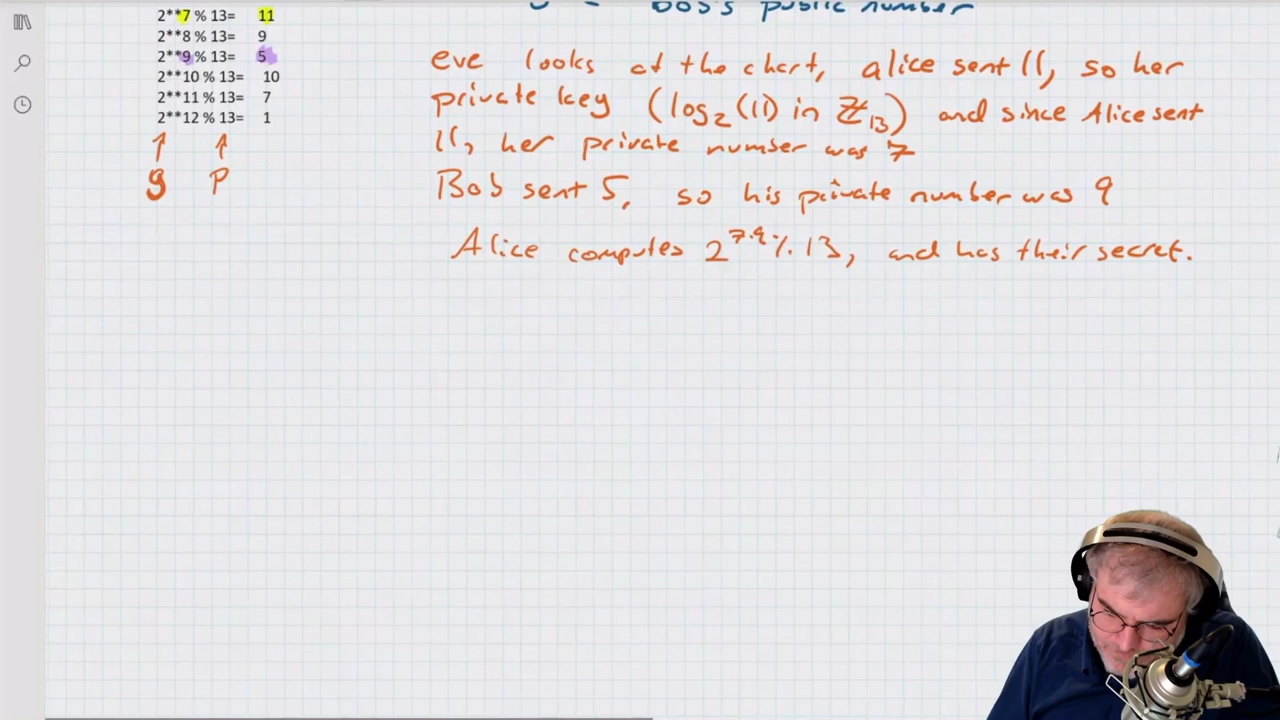 2**7 % 13= 11
2**8 % 13= 9
2**9 % 13= 5
2**10 % 13= 10
2**11 % 13= 7
2**12 % 13= 1
g p
Bob's public number
eve looks at the chart, alice sent 11, so her
private key (log₂(11) in ℤ₁₃) and since Alice sent
11, her private number was 7
Bob sent 5, so his private number was 9
Alice computes 2^7·9 % 13, and has their secret.